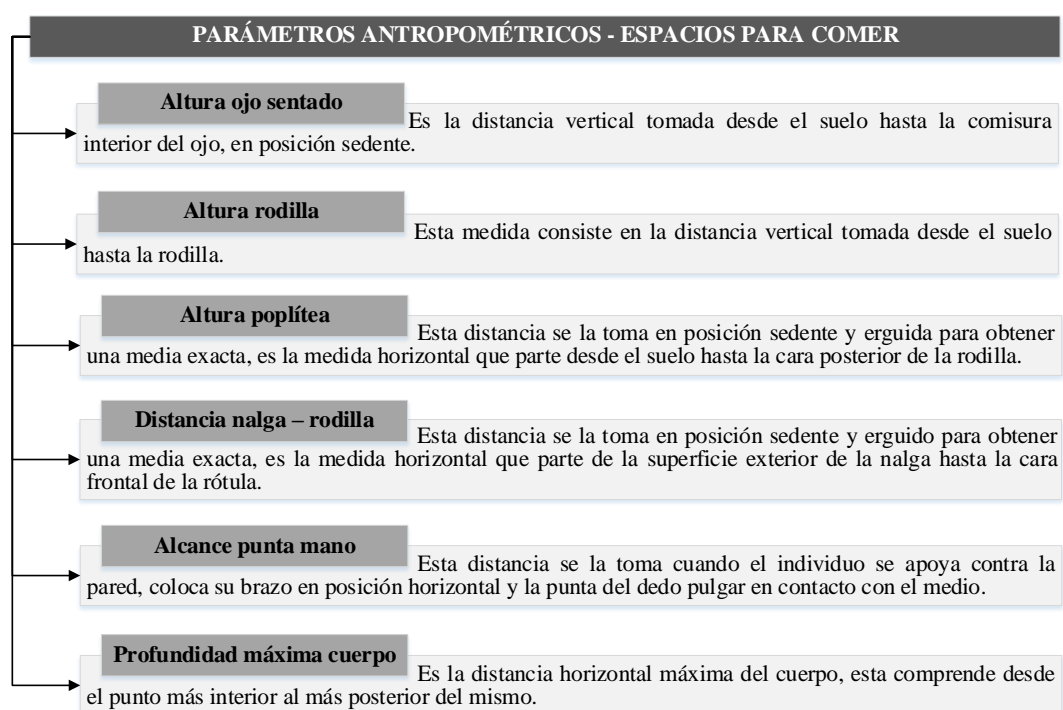 PARÁMETROS ANTROPOMÉTRICOS - ESPACIOS PARA COMER
Altura ojo sentado
Es la distancia vertical tomada desde el suelo hasta la comisura
interior del ojo, en posición sedente.
Altura rodilla
Esta medida consiste en la distancia vertical tomada desde el suelo
hasta la rodilla.
Altura poplítea
Esta distancia se la toma en posición sedente y erguida para obtener
una media exacta, es la medida horizontal que parte desde el suelo hasta la cara posterior de la rodilla.
Distancia nalga – rodilla
Esta distancia se la toma en posición sedente y erguido para obtener
una media exacta, es la medida horizontal que parte de la superficie exterior de la nalga hasta la cara
frontal de la rótula.
Alcance punta mano
Esta distancia se la toma cuando el individuo se apoya contra la
pared, coloca su brazo en posición horizontal y la punta del dedo pulgar en contacto con el medio.
Profundidad máxima cuerpo
Es la distancia horizontal máxima del cuerpo, esta comprende desde
el punto más interior al más posterior del mismo.